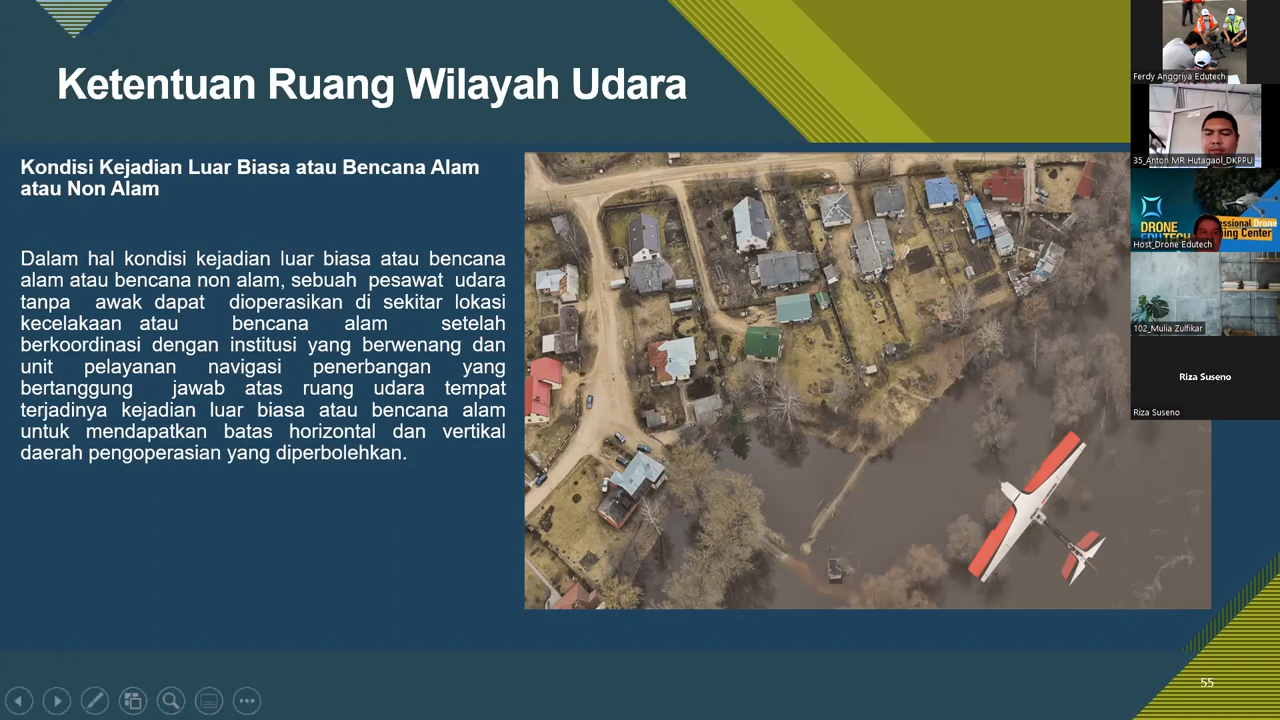 Ketentuan Ruang Wilayah Udara
Kondisi Kejadian Luar Biasa atau Bencana Alam
atau Non Alam
Dalam hal kondisi kejadian luar biasa atau bencana
alam atau bencana non alam, sebuah pesawat udara
tanpa awak dapat dioperasikan di sekitar lokasi
kecelakaan atau bencana alam setelah
berkoordinasi dengan institusi yang berwenang dan
unit pelayanan navigasi penerbangan yang
bertanggung jawab atas ruang udara tempat
terjadinya kejadian luar biasa atau bencana alam
untuk mendapatkan batas horizontal dan vertikal
daerah pengoperasian yang diperbolehkan.
55
Ferdy Anggriya Edutech
35_Anton MR Hutagaol_DKPPU
DRONE
Host_Drone Edutech
102_Mulia Zulfikar
Riza Suseno
Riza Suseno